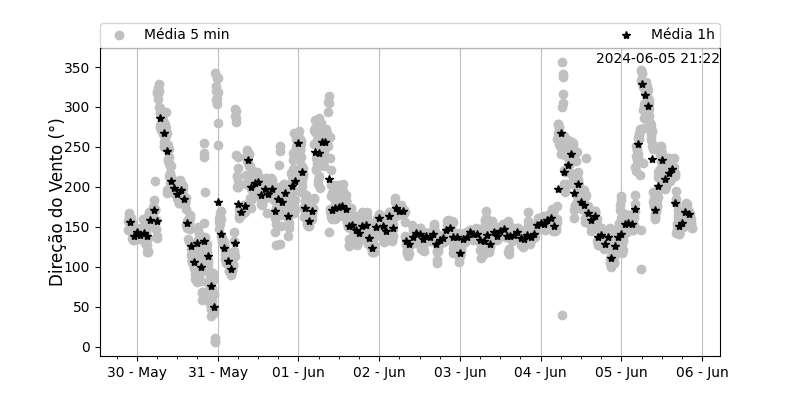 Média 5 min
Média 1h
2024-06-05 21:22
Direção do Vento (°)
350
300
250
200
150
100
50
0
30 - May
31 - May
01 - Jun
02 - Jun
03 - Jun
04 - Jun
05 - Jun
06 - Jun